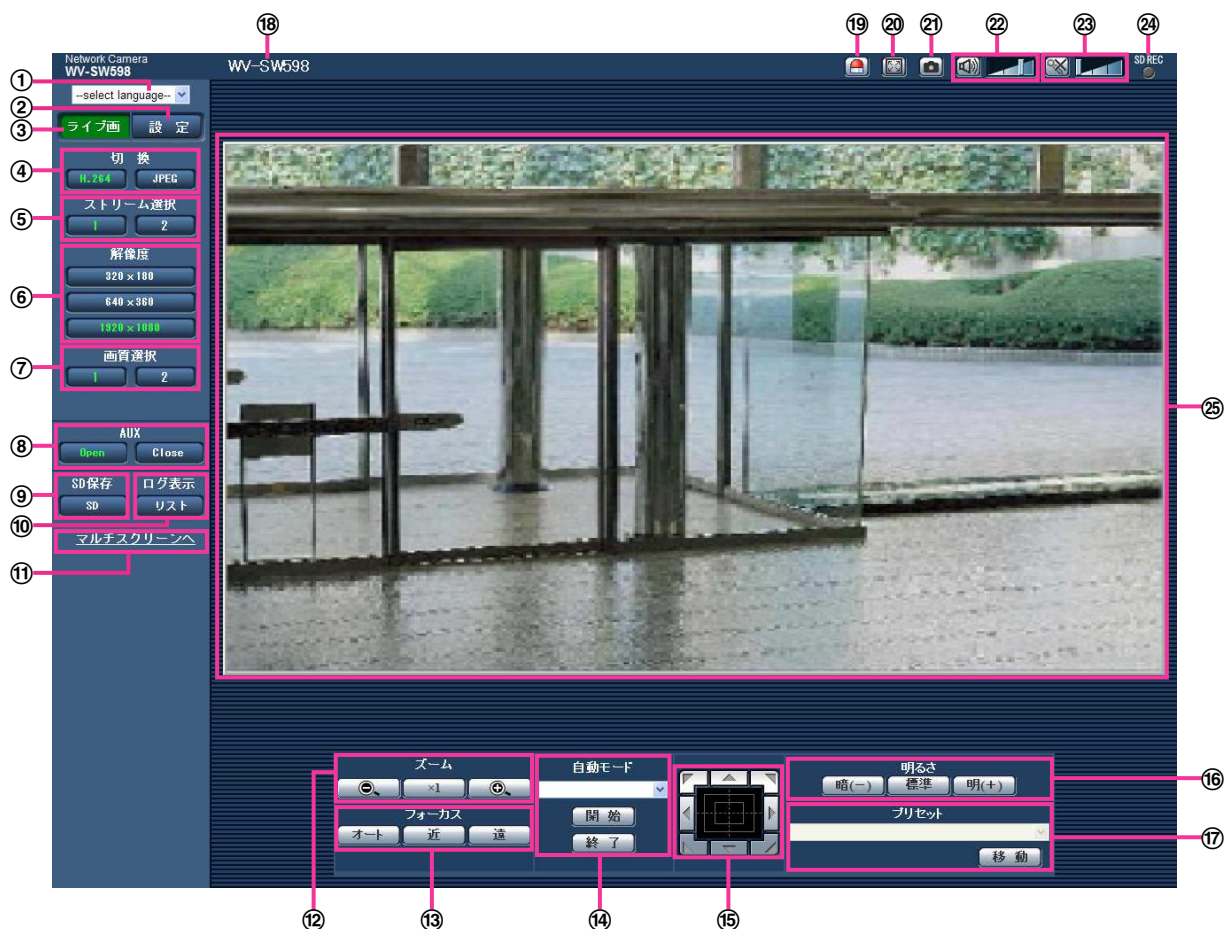 ⑱
⑲
⑳
㉑
㉒
㉓
㉔
Network Camera
WV-SW598
WV-SW598
SD REC
①
--select language--
②
③
ライブ画
設 定
④
切 換
H.264
JPEG
⑤
ストリーム選択
1
2
⑥
解像度
320×180
640×360
1920×1080
⑦
画質選択
1
2
㉕
⑧
AUX
Open
Close
⑨
SD保存
SD
⑩
ログ表示
リスト
⑪
マルチスクリーンへ
ズーム
×1
フォーカス
オート
近
遠
自動モード
開 始
終 了
明るさ
暗(－)
標準
明(＋)
⑯
プリセット
移 動
⑰
⑫
⑬
⑭
⑮